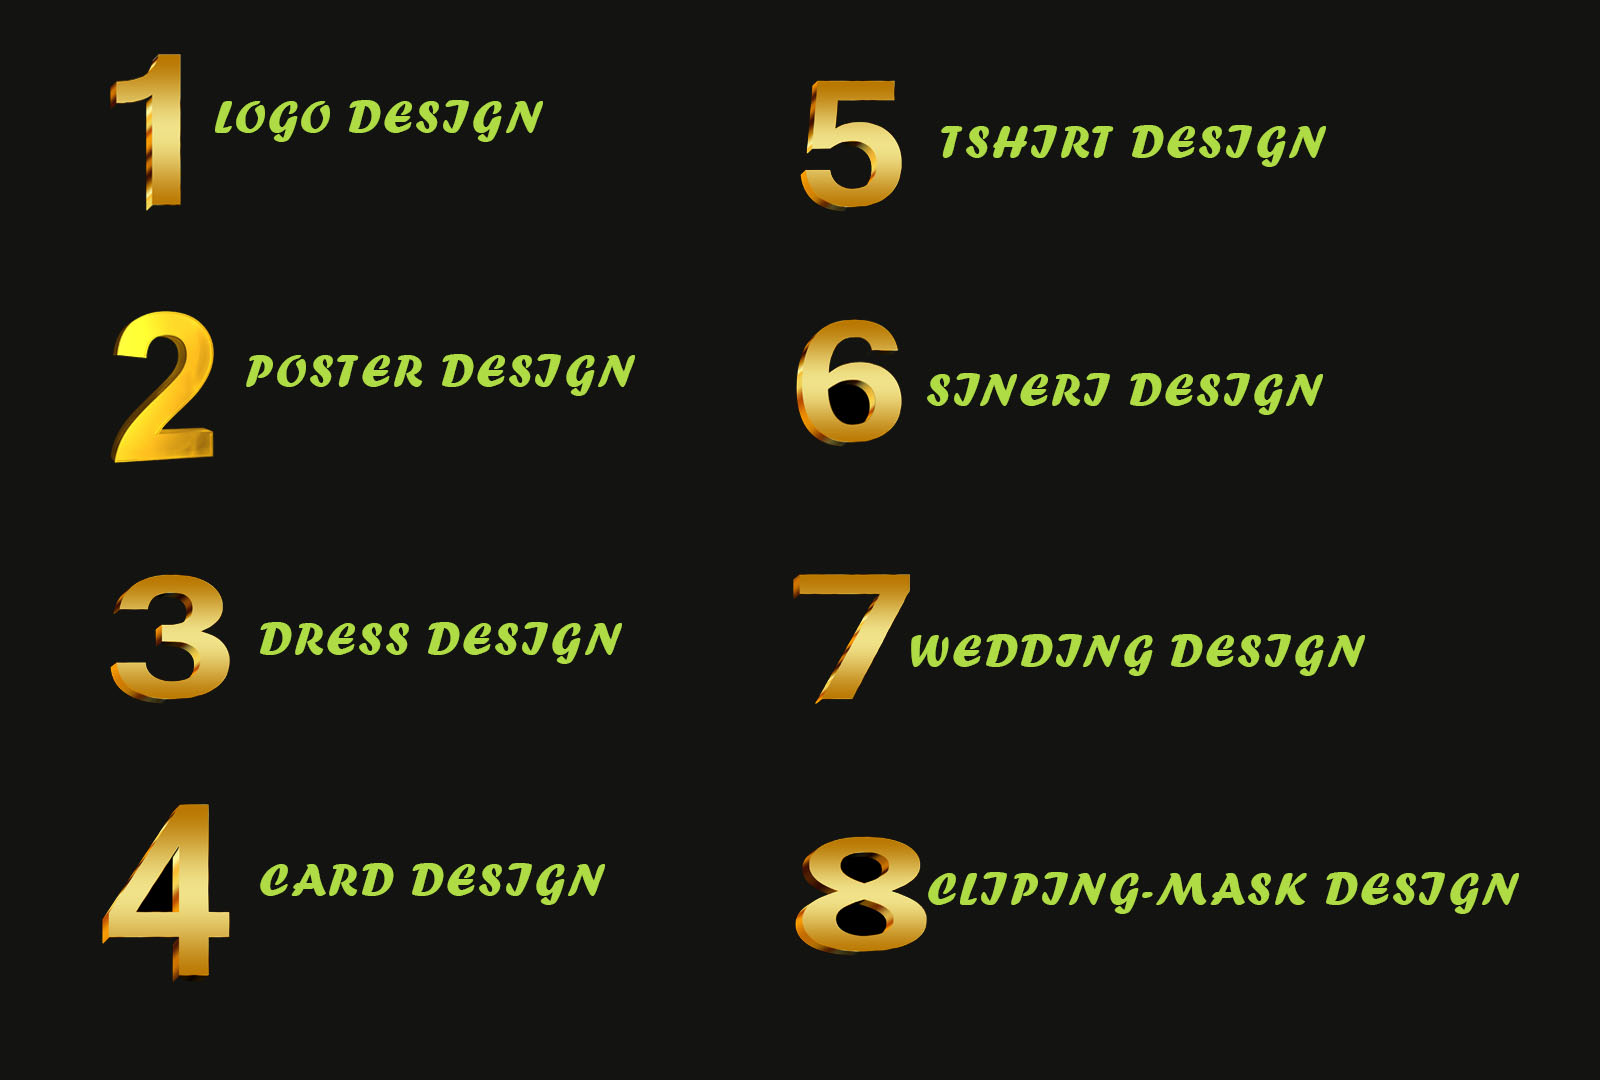 1 LOGO DESIGN
2 POSTER DESIGN
3 DRESS DESIGN
4 CARD DESIGN
5 TSHIRT DESIGN
6 SINERI DESIGN
7 WEDDING DESIGN
8 CLIPING-MASK DESIGN